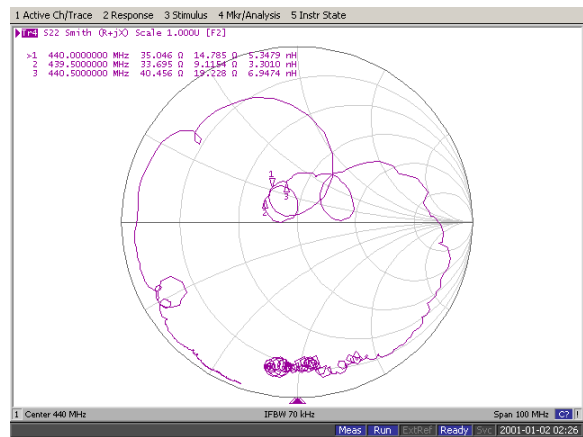 1 Active Ch/Trace 2 Response 3 Stimulus 4 Mkr/Analysis 5 Instr State
Tr4 S22 Smith (R+jX) Scale 1.000U [F2]
>1 440.0000000 MHz 35.046 Ω 14.785 Ω 5.3479 nH
2 439.5000000 MHz 33.695 Ω 9.1154 Ω 3.3010 nH
3 440.5000000 MHz 40.456 Ω 19.228 Ω 6.9474 nH
1
3
2
1 Center 440 MHz IFBW 70 kHz Span 100 MHz C? !
Meas Run ExtRef Ready Svc 2001-01-02 02:26